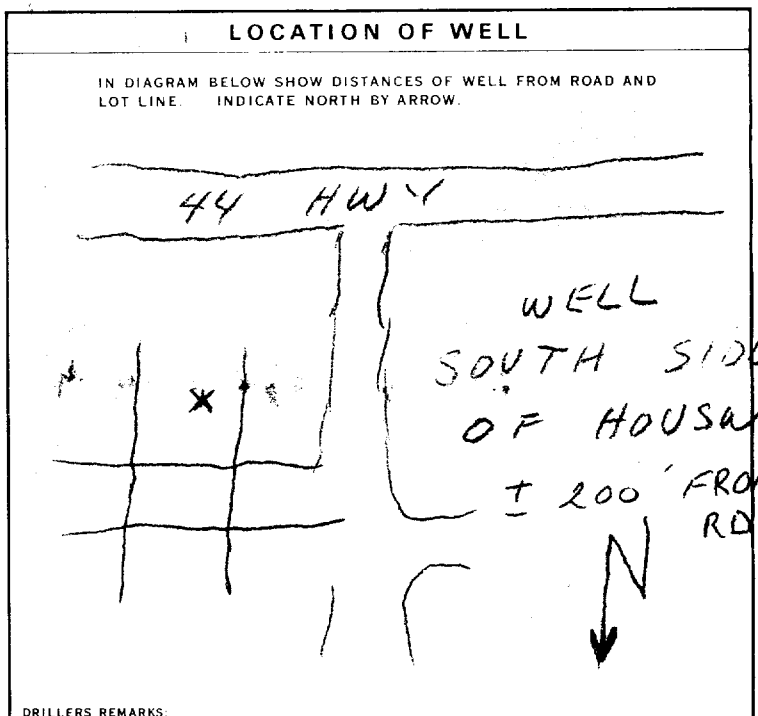 LOCATION OF WELL
IN DIAGRAM BELOW SHOW DISTANCES OF WELL FROM ROAD AND
LOT LINE. INDICATE NORTH BY ARROW.
44 HWY
WELL
SOUTH SID
OF HOUSW
± 200' FRO
RD
N
DRILLERS REMARKS: